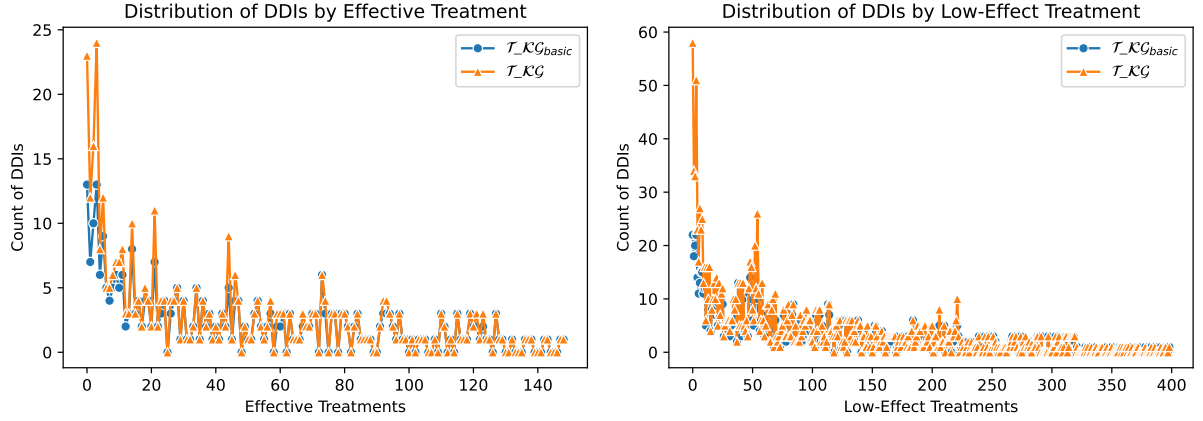 Distribution of DDIs by Effective Treatment
25
20
15
10
5
0
Count of DDIs
0 20 40 60 80 100 120 140
Effective Treatments
𝒯_𝒦𝒢basic
𝒯_𝒦𝒢
Distribution of DDIs by Low-Effect Treatment
60
50
40
30
20
10
0
Count of DDIs
0 50 100 150 200 250 300 350 400
Low-Effect Treatments
𝒯_𝒦𝒢basic
𝒯_𝒦𝒢